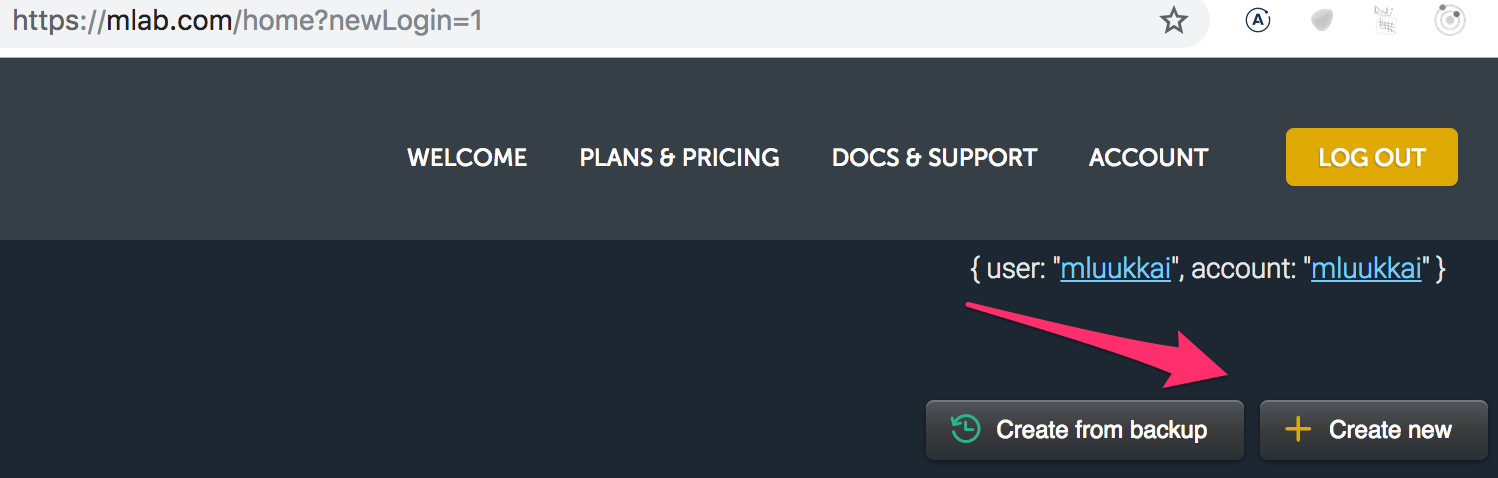 https://mlab.com/home?newLogin=1
WELCOME PLANS & PRICING DOCS & SUPPORT ACCOUNT LOG OUT
{ user: "mluukkai", account: "mluukkai" }
Create from backup Create new